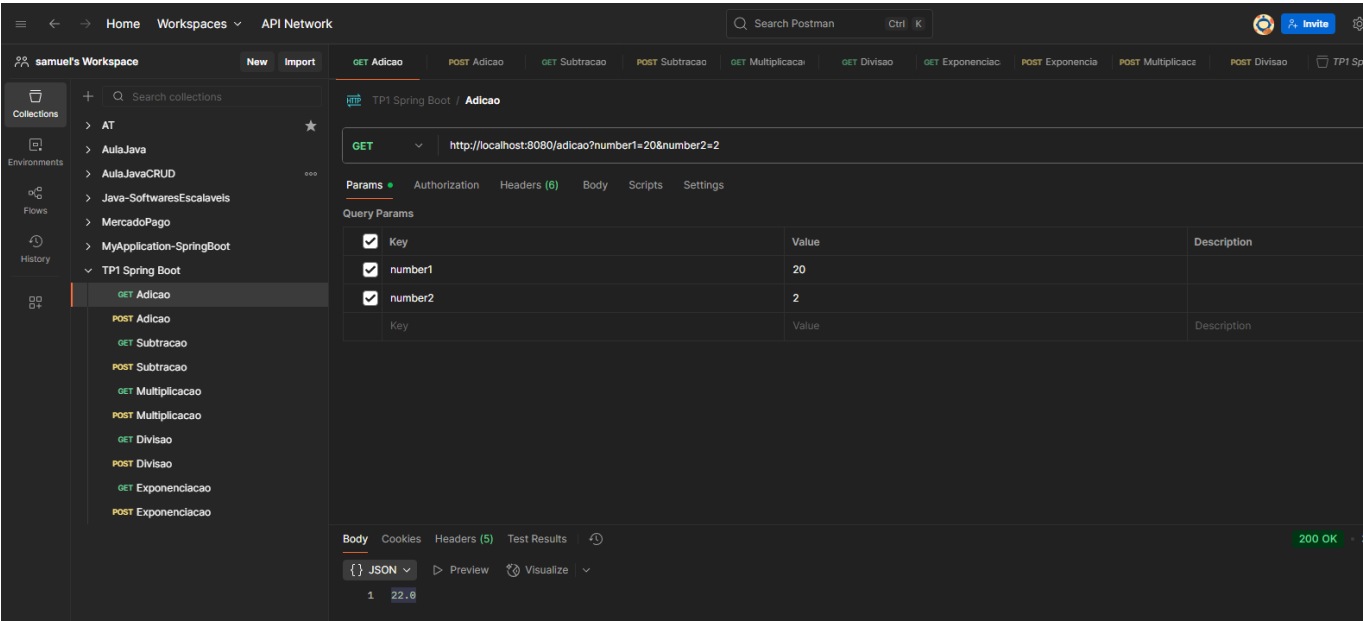 Home Workspaces API Network Search Postman Ctrl K Invite
samuel's Workspace New Import GET Adicao POST Adicao GET Subtracao POST Subtracao GET Multiplicaca GET Divisao GET Exponenciac POST Exponencia POST Multiplicaca POST Divisao TP1 Sp
Collections
Environments
Flows
History
Search collections
AT
AulaJava
AulaJavaCRUD
Java-SoftwaresEscalaveis
MercadoPago
MyApplication-SpringBoot
TP1 Spring Boot
GET Adicao
POST Adicao
GET Subtracao
POST Subtracao
GET Multiplicacao
POST Multiplicacao
GET Divisao
POST Divisao
GET Exponenciacao
POST Exponenciacao
HTTP TP1 Spring Boot / Adicao
GET http://localhost:8080/adicao?number1=20&number2=2
Params Authorization Headers (6) Body Scripts Settings
Query Params
Key Value Description
number1 20
number2 2
Key Value Description
Body Cookies Headers (5) Test Results 200 OK
{} JSON Preview Visualize
1 22.0